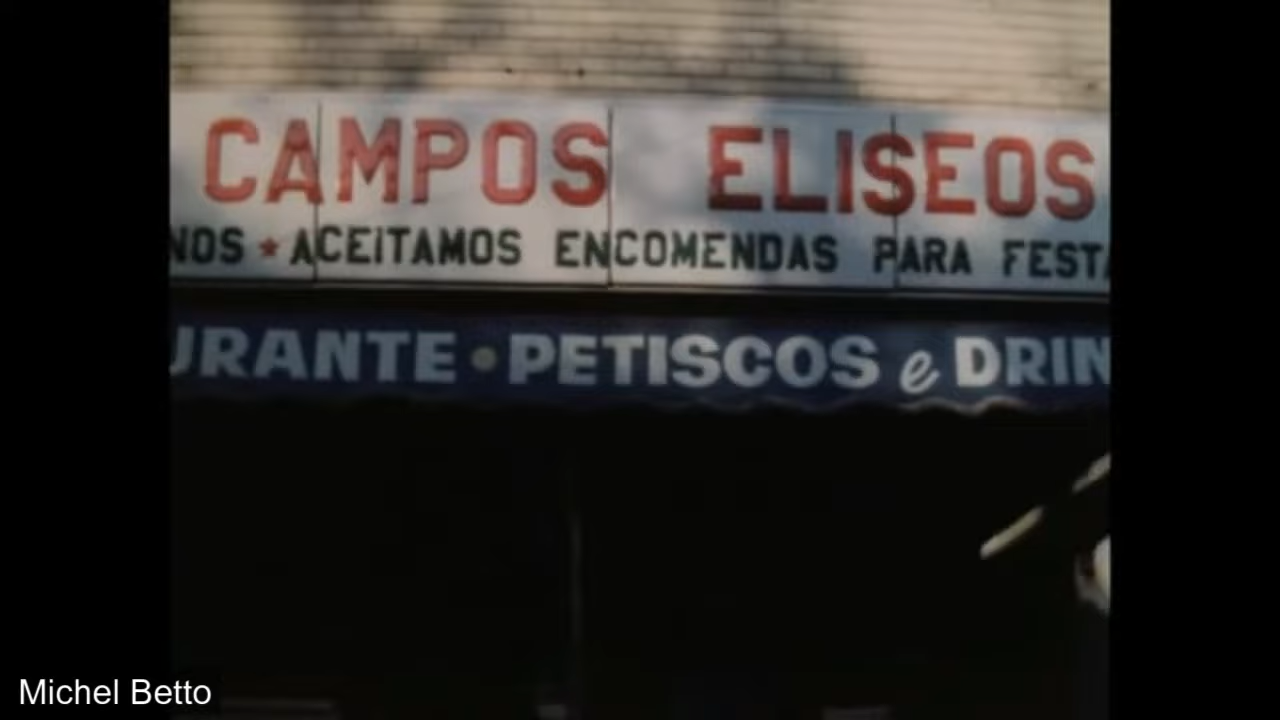 CAMPOS ELISEOS
NOS ★ ACEITAMOS ENCOMENDAS PARA FESTA
URANTE • PETISCOS e DRIN
Michel Betto